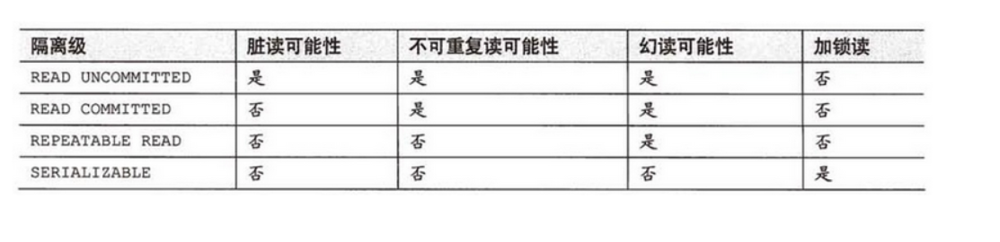 隔离级 脏读可能性 不可重复读可能性 幻读可能性 加锁读
READ UNCOMMITTED 是 是 是 否
READ COMMITTED 否 是 是 否
REPEATABLE READ 否 否 是 否
SERIALIZABLE 否 否 否 是